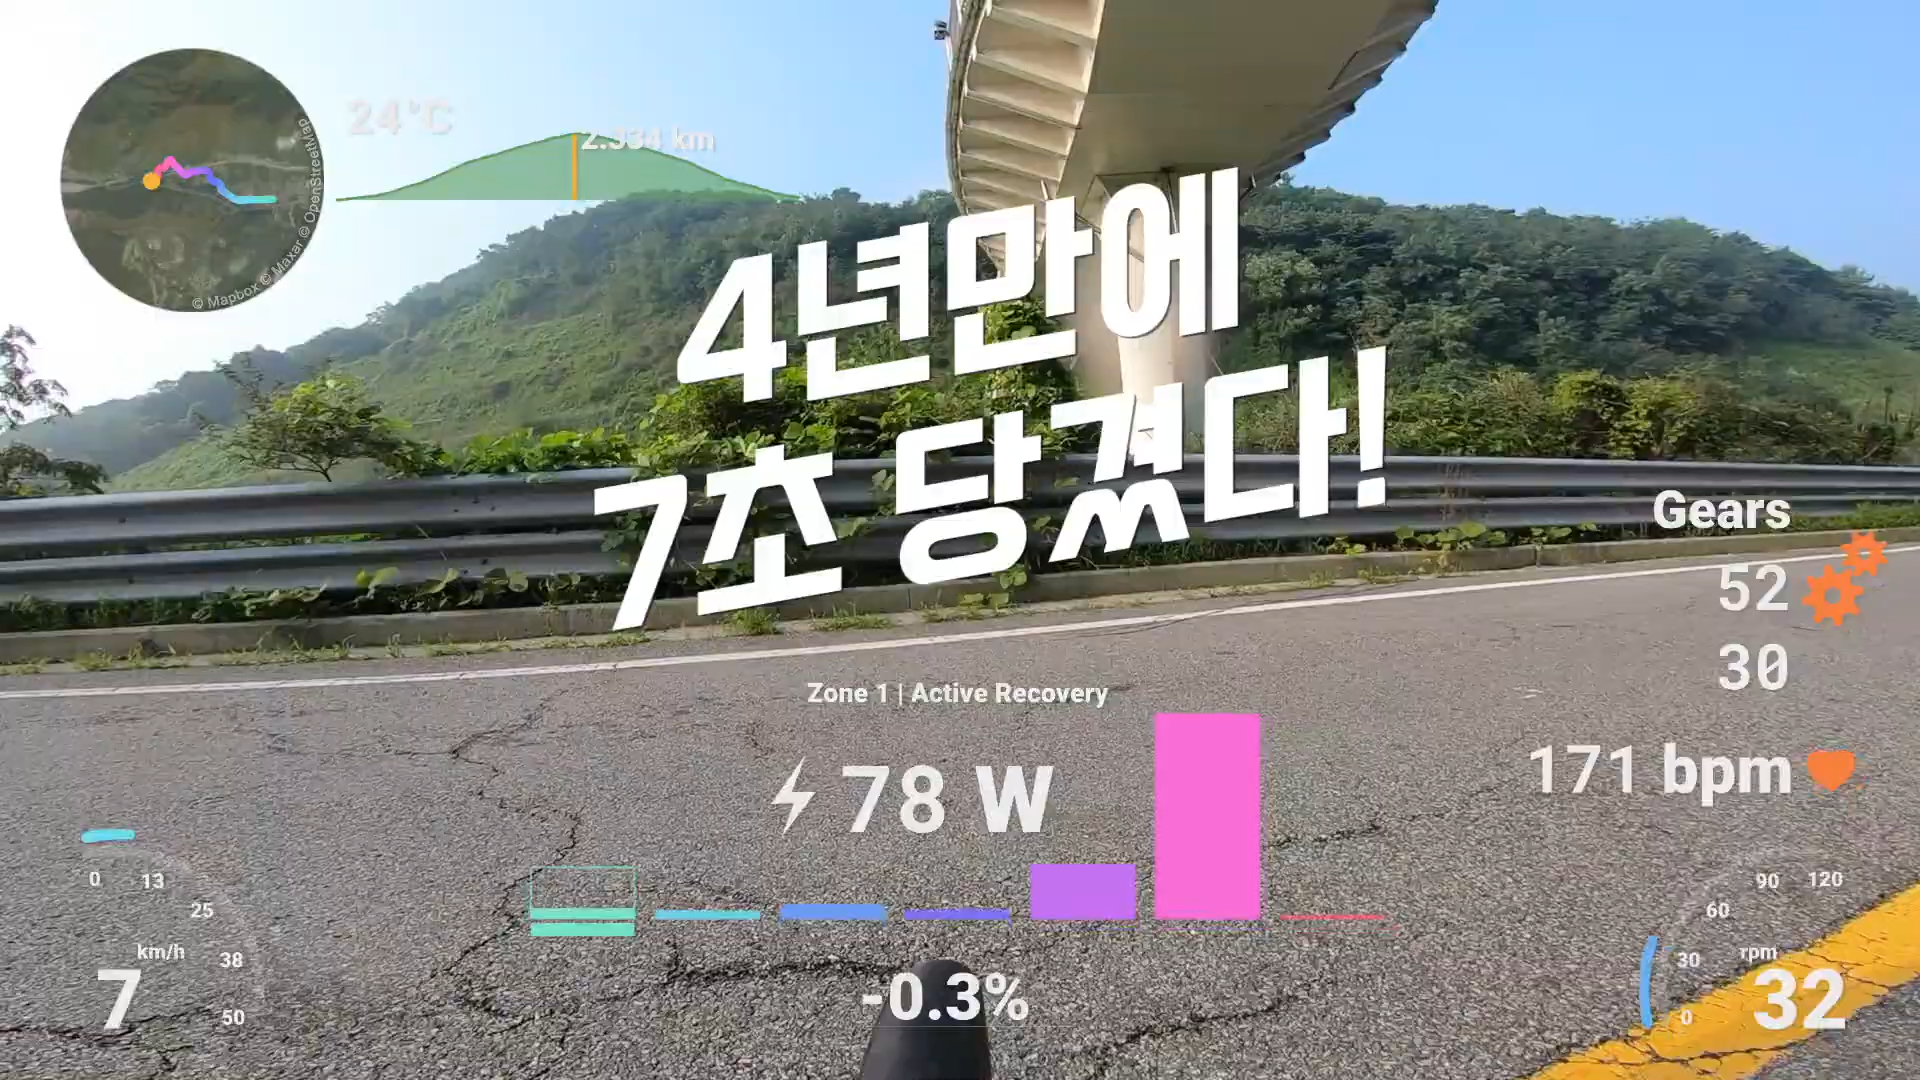 24°C
2.934 km
© Mapbox © Maxar © OpenStreetMap
4년만에
7초 당겼다!
Gears
52
30
Zone 1 | Active Recovery
78 W
171 bpm
0
13
25
38
50
km/h
7
-0.3%
0
30
60
90
120
rpm
32